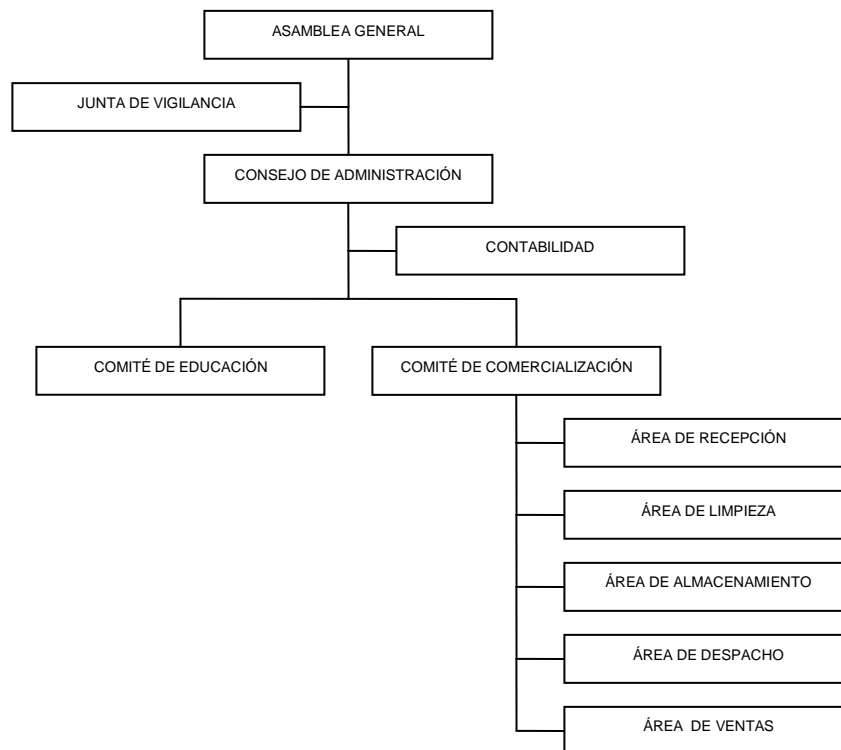 ASAMBLEA GENERAL
JUNTA DE VIGILANCIA
CONSEJO DE ADMINISTRACIÓN
CONTABILIDAD
COMITÉ DE EDUCACIÓN
COMITÉ DE COMERCIALIZACIÓN
ÁREA DE RECEPCIÓN
ÁREA DE LIMPIEZA
ÁREA DE ALMACENAMIENTO
ÁREA DE DESPACHO
ÁREA DE VENTAS